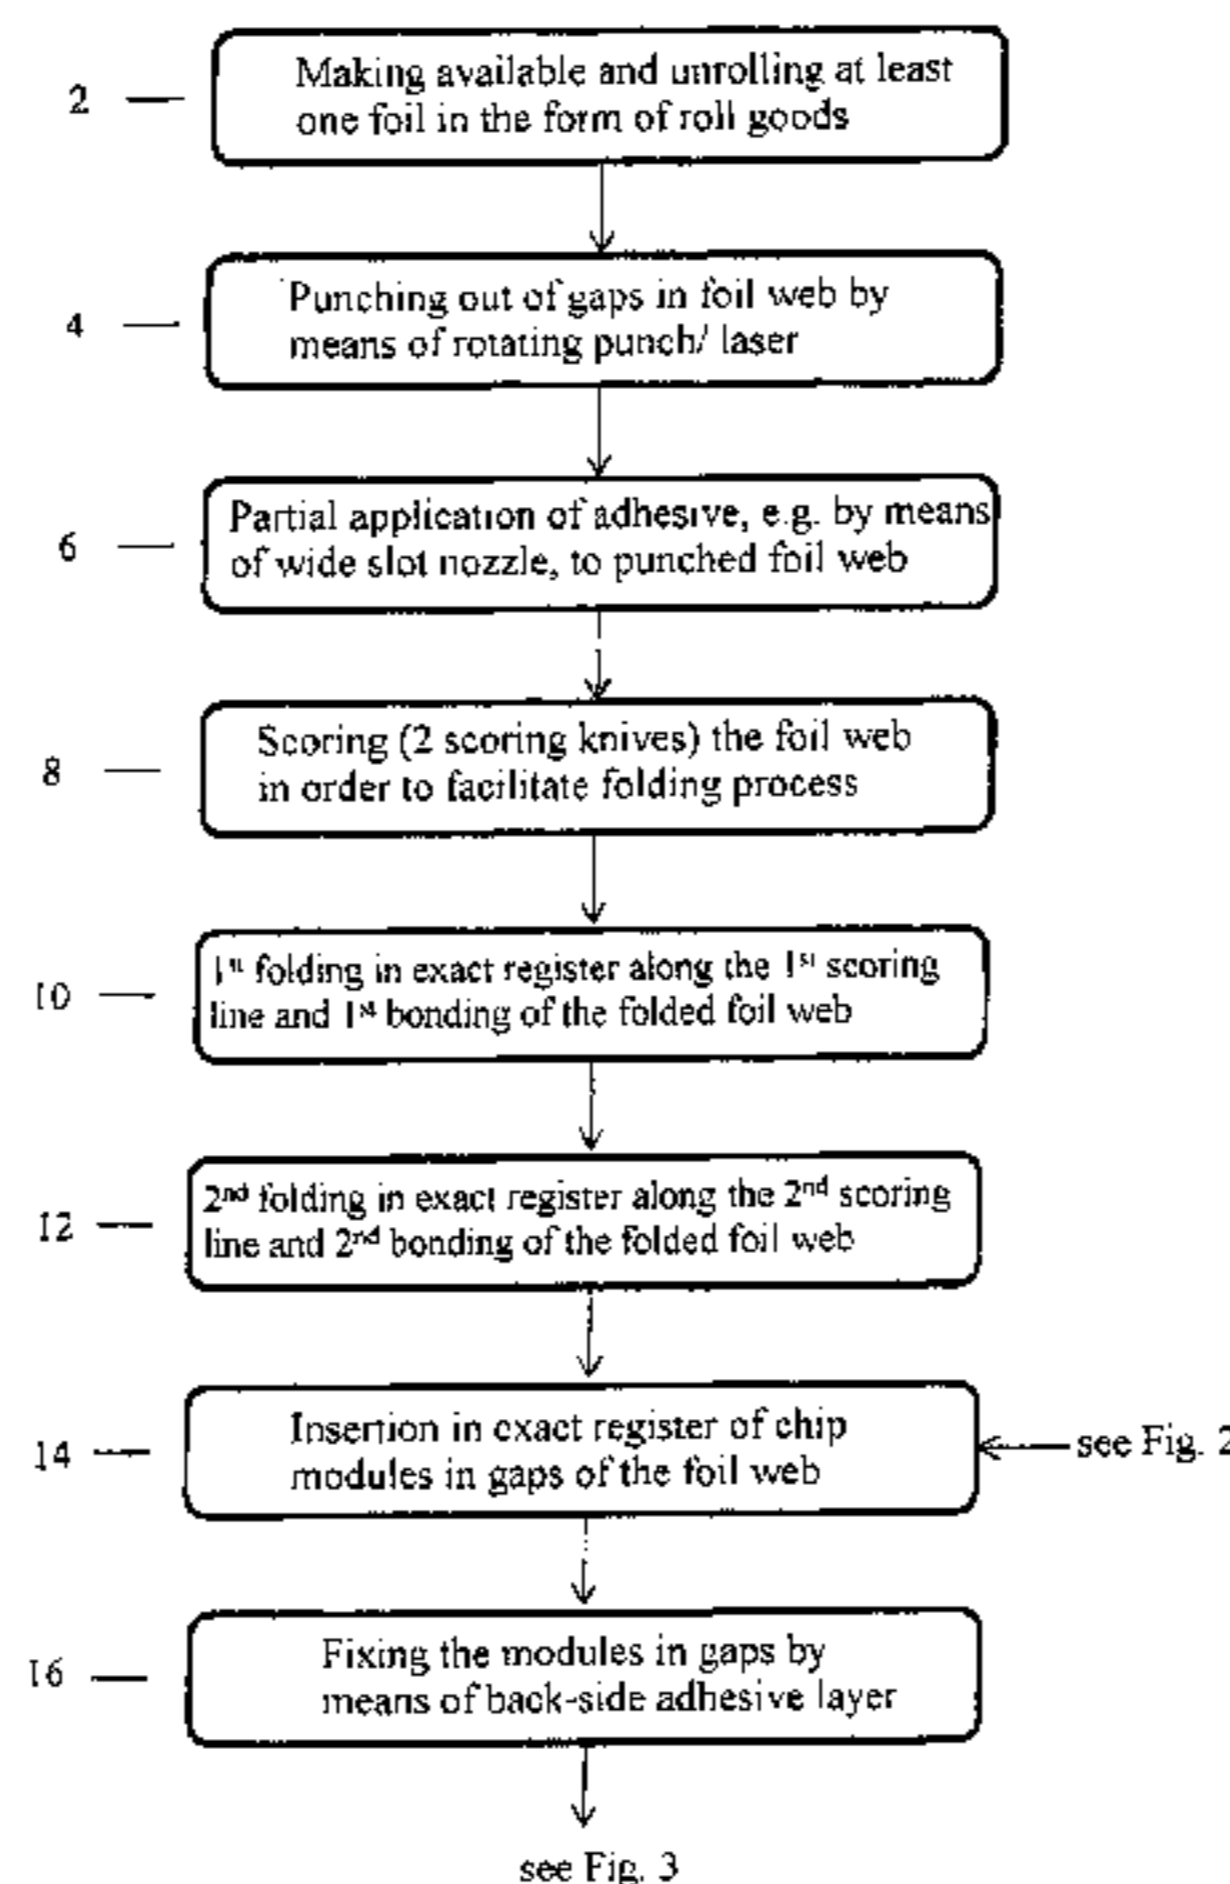 2
Making available and unrolling at least
one foil in the form of roll goods
4
Punching out of gaps in foil web by
means of rotating punch/ laser
6
Partial application of adhesive, e.g. by means
of wide slot nozzle, to punched foil web
8
Scoring (2 scoring knives) the foil web
in order to facilitate folding process
10
1st folding in exact register along the 1st scoring
line and 1st bonding of the folded foil web
12
2nd folding in exact register along the 2nd scoring
line and 2nd bonding of the folded foil web
14
Insertion in exact register of chip
modules in gaps of the foil web
see Fig. 2
16
Fixing the modules in gaps by
means of back-side adhesive layer
see Fig. 3